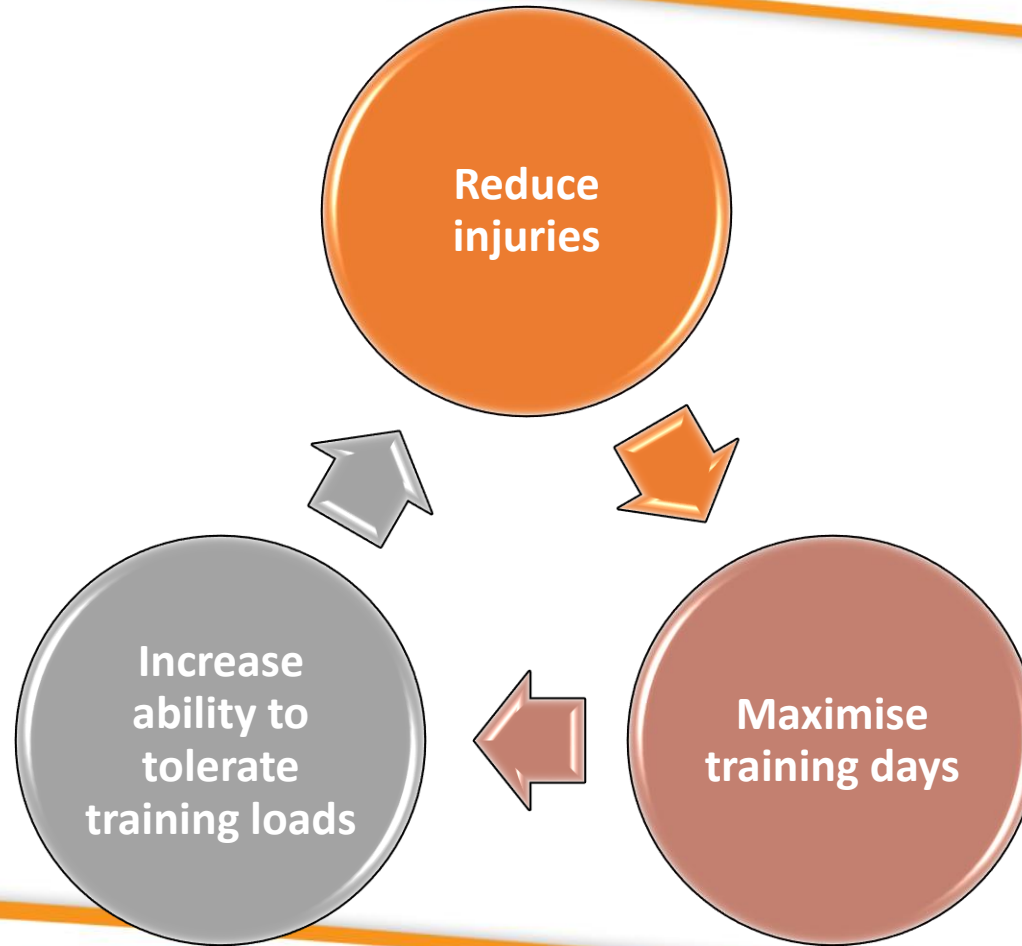 Reduce
injuries
Maximise
training days
Increase
ability to
tolerate
training loads